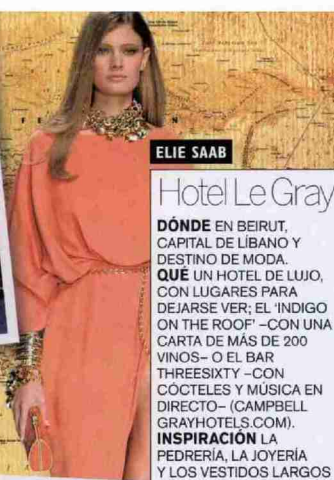 ELIE SAAB
Hotel Le Gray
DÓNDE EN BEIRUT,
CAPITAL DE LÍBANO Y
DESTINO DE MODA.
QUÉ UN HOTEL DE LUJO,
CON LUGARES PARA
DEJARSE VER; EL 'INDIGO
ON THE ROOF' –CON UNA
CARTA DE MÁS DE 200
VINOS– O EL BAR
THREESIXTY –CON
CÓCTELES Y MÚSICA EN
DIRECTO– (CAMPBELL
GRAYHOTELS.COM).
INSPIRACIÓN LA
PEDRERÍA, LA JOYERÍA
Y LOS VESTIDOS LARGOS